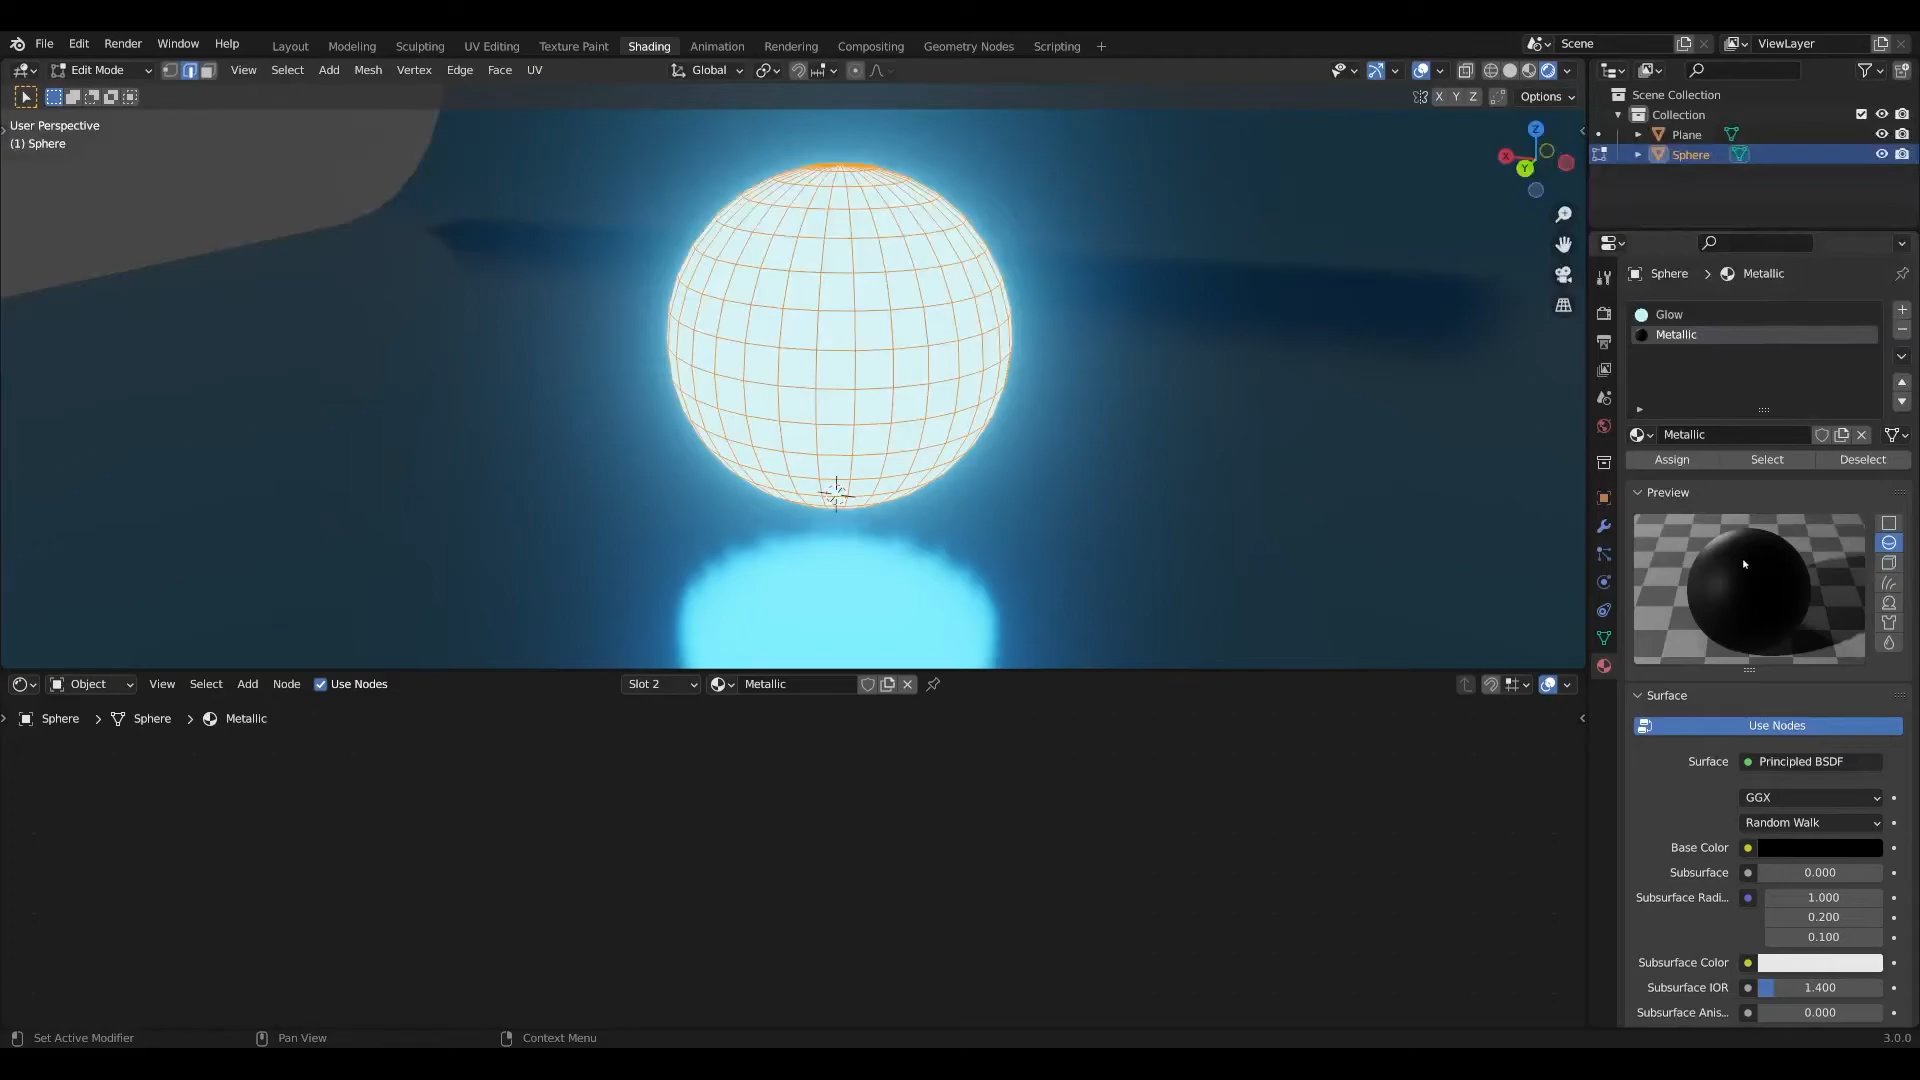 File Edit Render Window Help Layout Modeling Sculpting UV Editing Texture Paint Shading Animation Rendering Compositing Geometry Nodes Scripting + Scene ViewLayer
Edit Mode View Select Add Mesh Vertex Edge Face UV Global
X Y Z Options
User Perspective
(1) Sphere
Z
X
Y
Scene Collection
Collection
Plane
Sphere
Sphere > Metallic
Glow
Metallic
Metallic
Assign Select Deselect
Preview
Surface
Use Nodes
Surface Principled BSDF
GGX
Random Walk
Base Color
Subsurface 0.000
Subsurface Radi... 1.000
0.200
0.100
Subsurface Color
Subsurface IOR 1.400
Subsurface Anis... 0.000
Object View Select Add Node Use Nodes Slot 2 Metallic
Sphere > Sphere > Metallic
Set Active Modifier Pan View Context Menu 3.0.0